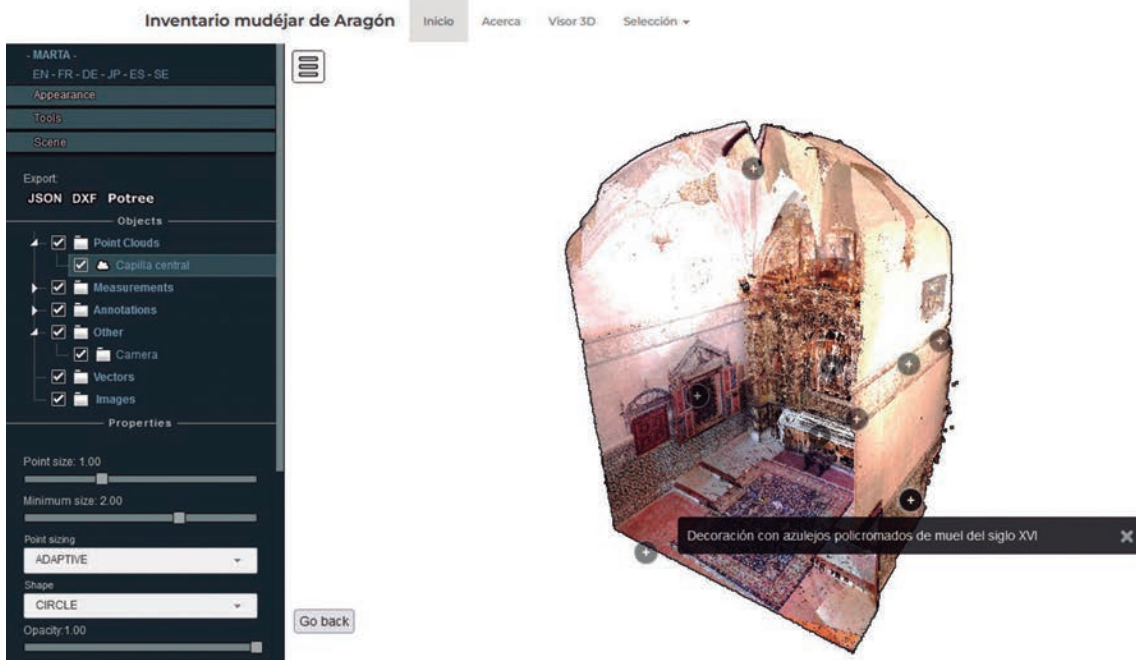 Inventario mudéjar de Aragón Inicio Acerca Visor 3D Selección
- MARTA -
EN - FR - DE - JP - ES - SE
Appearance
Tools
Scene
Export:
JSON DXF Potree
Objects
Point Clouds
Capilla central
Measurements
Annotations
Other
Camera
Vectors
Images
Properties
Point size: 1.00
Minimum size: 2.00
Point sizing
ADAPTIVE
Shape
CIRCLE
Opacity:1.00
Go back
Decoración con azulejos policromados de muel del siglo XVI